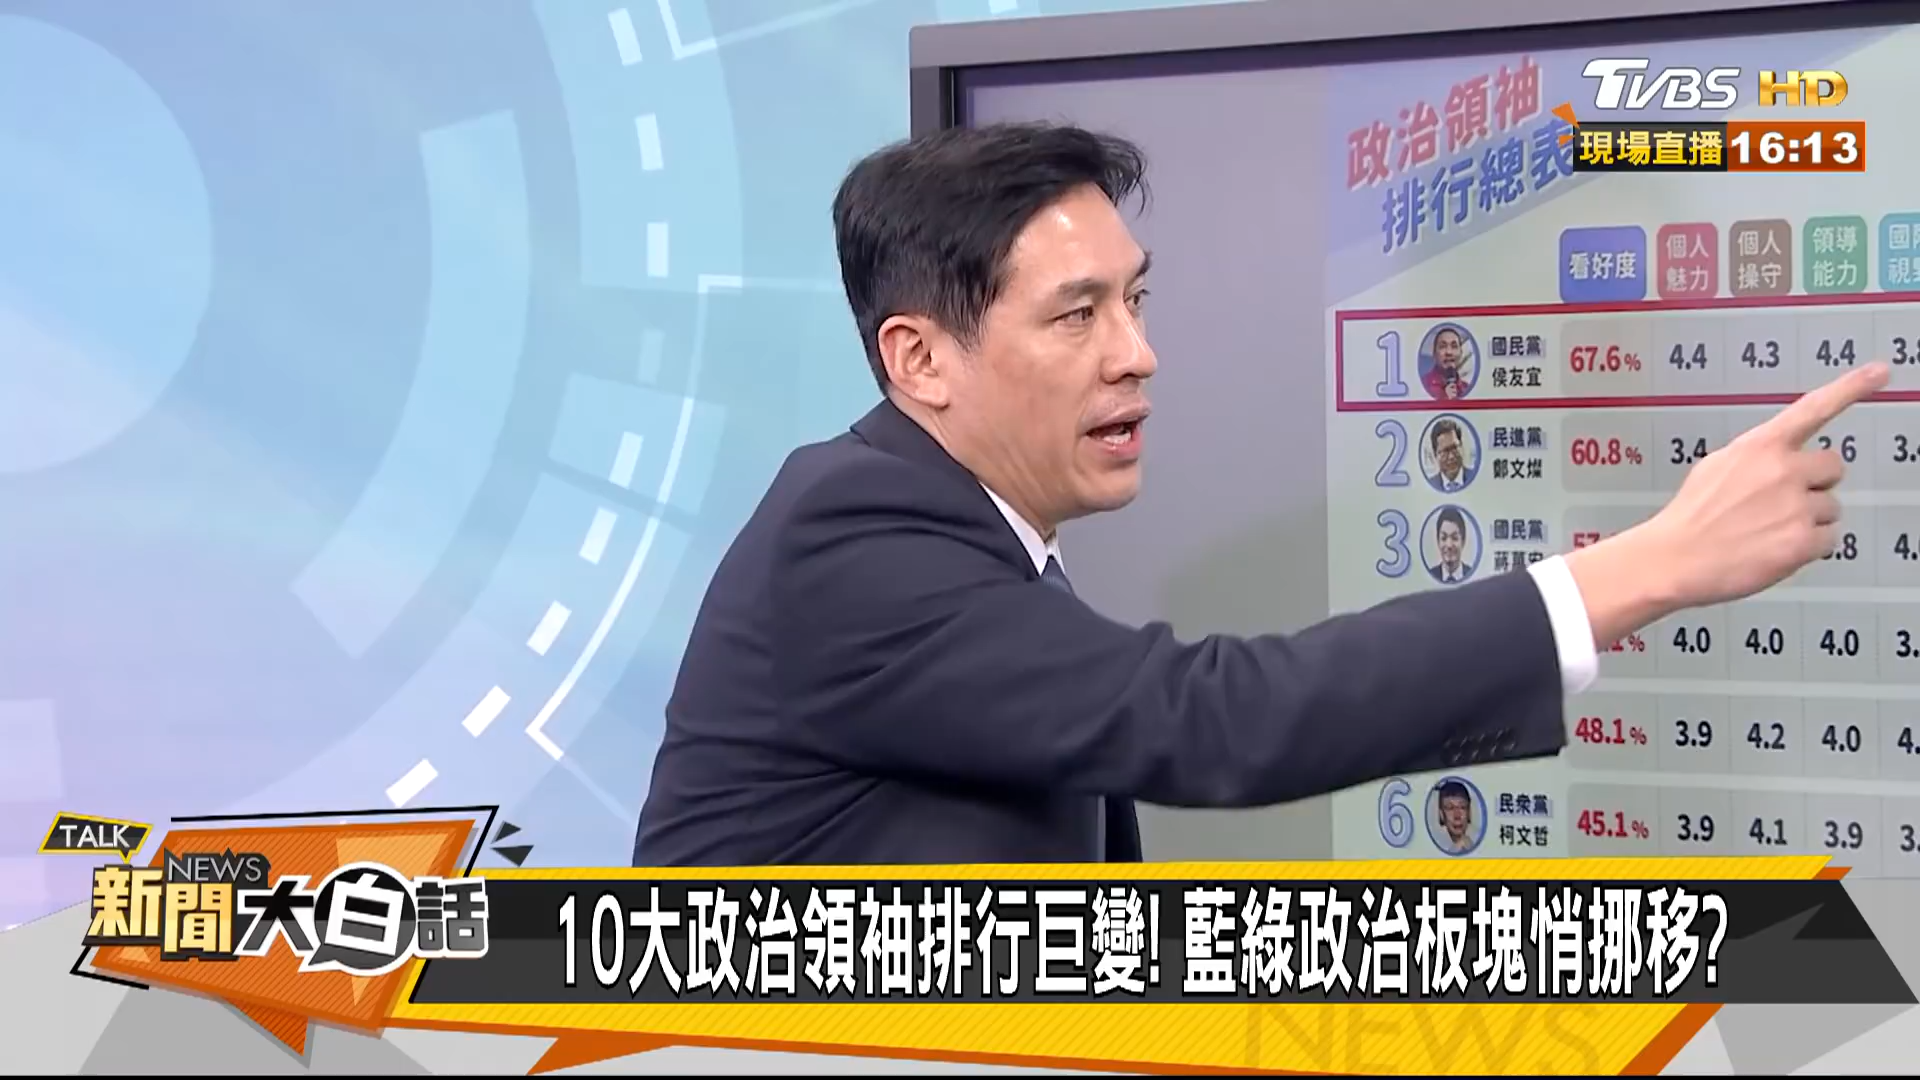 TVBS HD
現場直播 16:13
政治領袖
排行總表
看好度
個人
魅力
個人
操守
領導
能力
1 國民黨
侯友宜
67.6% 4.4 4.3 4.4
2 民進黨
鄭文燦
60.8% 3.4
3 國民黨
4.0 4.0 4.0
48.1% 3.9 4.2 4.0
6 民衆黨
柯文哲
45.1% 3.9 4.1 3.9
TALK
NEWS
新聞大白話
10大政治領袖排行巨變! 藍綠政治板塊悄挪移?
NEWS